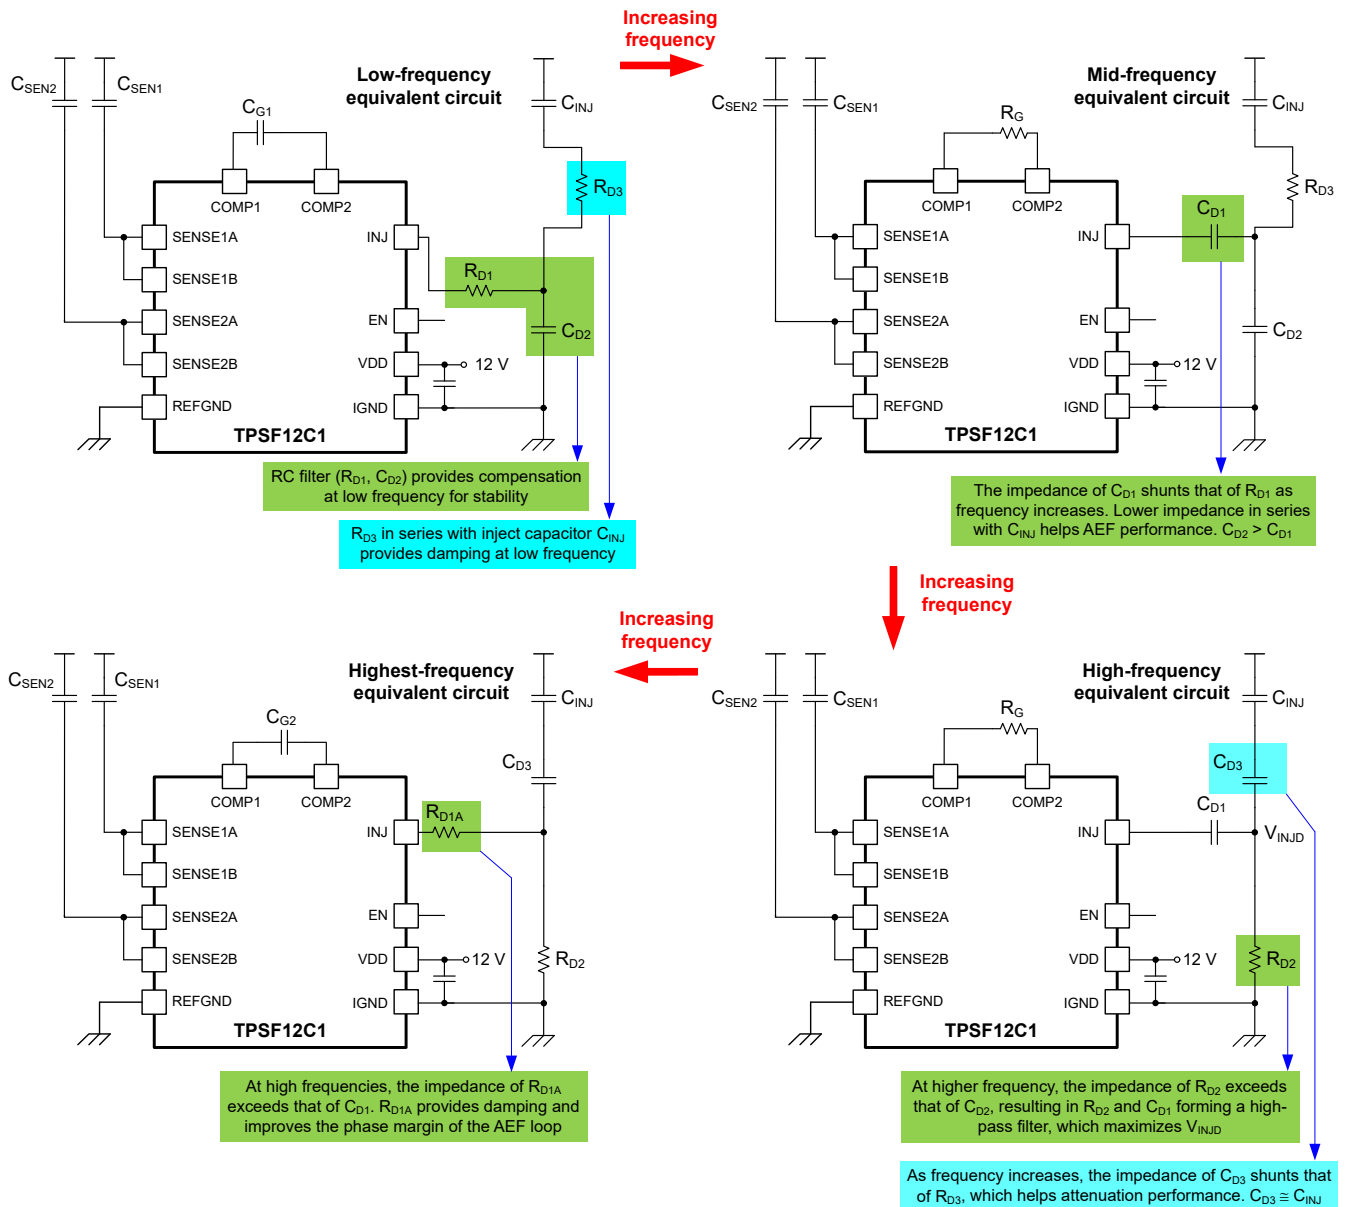 Increasing
frequency
Low-frequency
equivalent circuit
CSEN2
CSEN1
CG1
CINJ
RD3
COMP1
COMP2
SENSE1A
SENSE1B
SENSE2A
SENSE2B
REFGND
INJ
EN
VDD
IGND
RD1
CD2
12 V
TPSF12C1
RC filter (RD1, CD2) provides compensation
at low frequency for stability
RD3 in series with inject capacitor CINJ
provides damping at low frequency
Mid-frequency
equivalent circuit
CSEN2
CSEN1
RG
CINJ
RD3
COMP1
COMP2
SENSE1A
SENSE1B
SENSE2A
SENSE2B
REFGND
INJ
EN
VDD
IGND
CD1
CD2
12 V
TPSF12C1
The impedance of CD1 shunts that of RD1 as
frequency increases. Lower impedance in series
with CINJ helps AEF performance. CD2 > CD1
Increasing
frequency
Increasing
frequency
Highest-frequency
equivalent circuit
CSEN2
CSEN1
CG2
CINJ
CD3
COMP1
COMP2
SENSE1A
SENSE1B
SENSE2A
SENSE2B
REFGND
INJ
EN
VDD
IGND
RD1A
RD2
12 V
TPSF12C1
At high frequencies, the impedance of RD1A
exceeds that of CD1. RD1A provides damping and
improves the phase margin of the AEF loop
High-frequency
equivalent circuit
CSEN2
CSEN1
RG
CINJ
CD3
COMP1
COMP2
SENSE1A
SENSE1B
SENSE2A
SENSE2B
REFGND
INJ
EN
VDD
IGND
CD1
VINJD
RD2
12 V
TPSF12C1
At higher frequency, the impedance of RD2 exceeds
that of CD2, resulting in RD2 and CD1 forming a high-
pass filter, which maximizes VINJD
As frequency increases, the impedance of CD3 shunts that
of RD3, which helps attenuation performance. CD3 ≅ CINJ